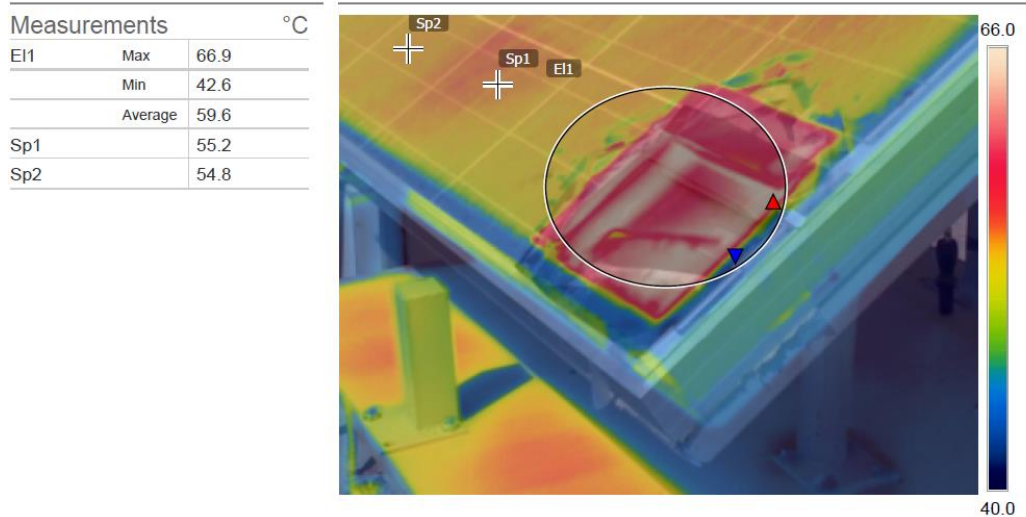 Measurements °C
El1 Max 66.9
Min 42.6
Average 59.6
Sp1 55.2
Sp2 54.8
Sp2
Sp1
El1
66.0
40.0